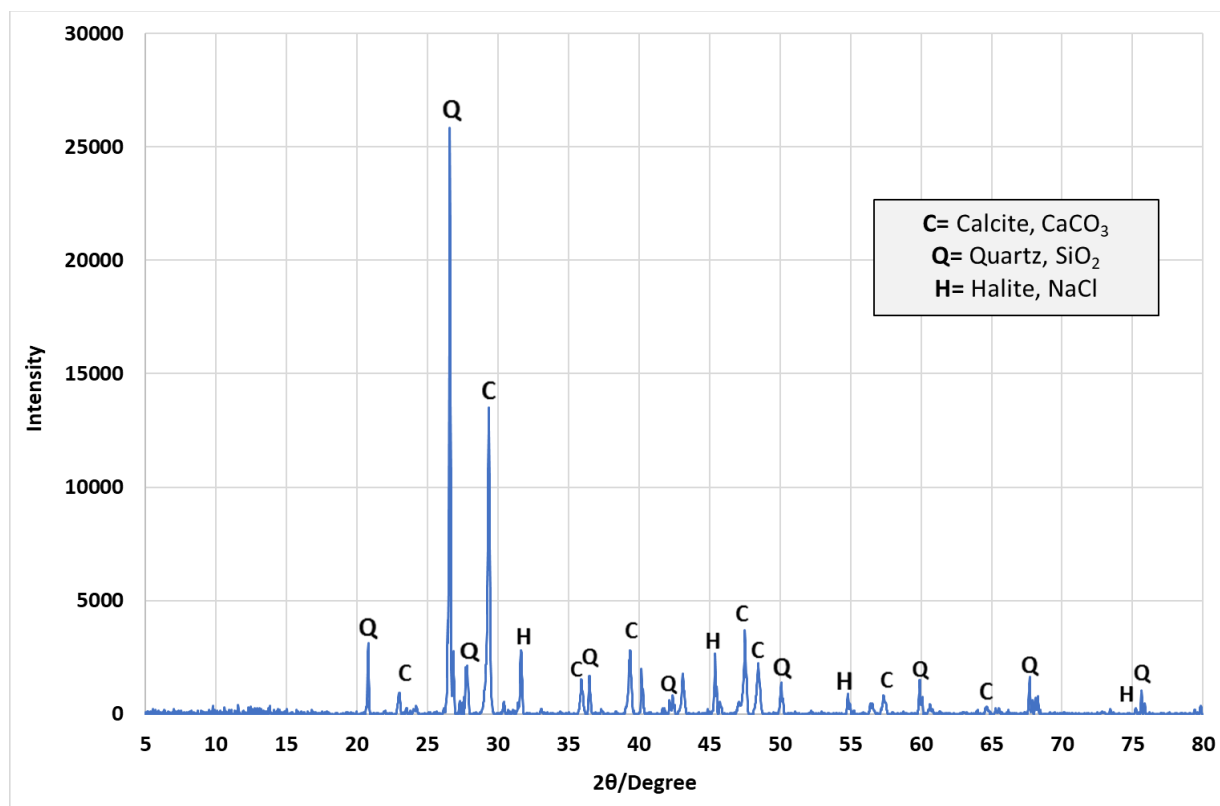 30000
25000
20000
15000
10000
5000
0
Intensity
Q
C= Calcite, CaCO₃
Q= Quartz, SiO₂
H= Halite, NaCl
C
Q
C
Q
H
C
Q
C
Q
H
C
C
Q
H
C
Q
C
Q
H
Q
5 10 15 20 25 30 35 40 45 50 55 60 65 70 75 80
2θ/Degree